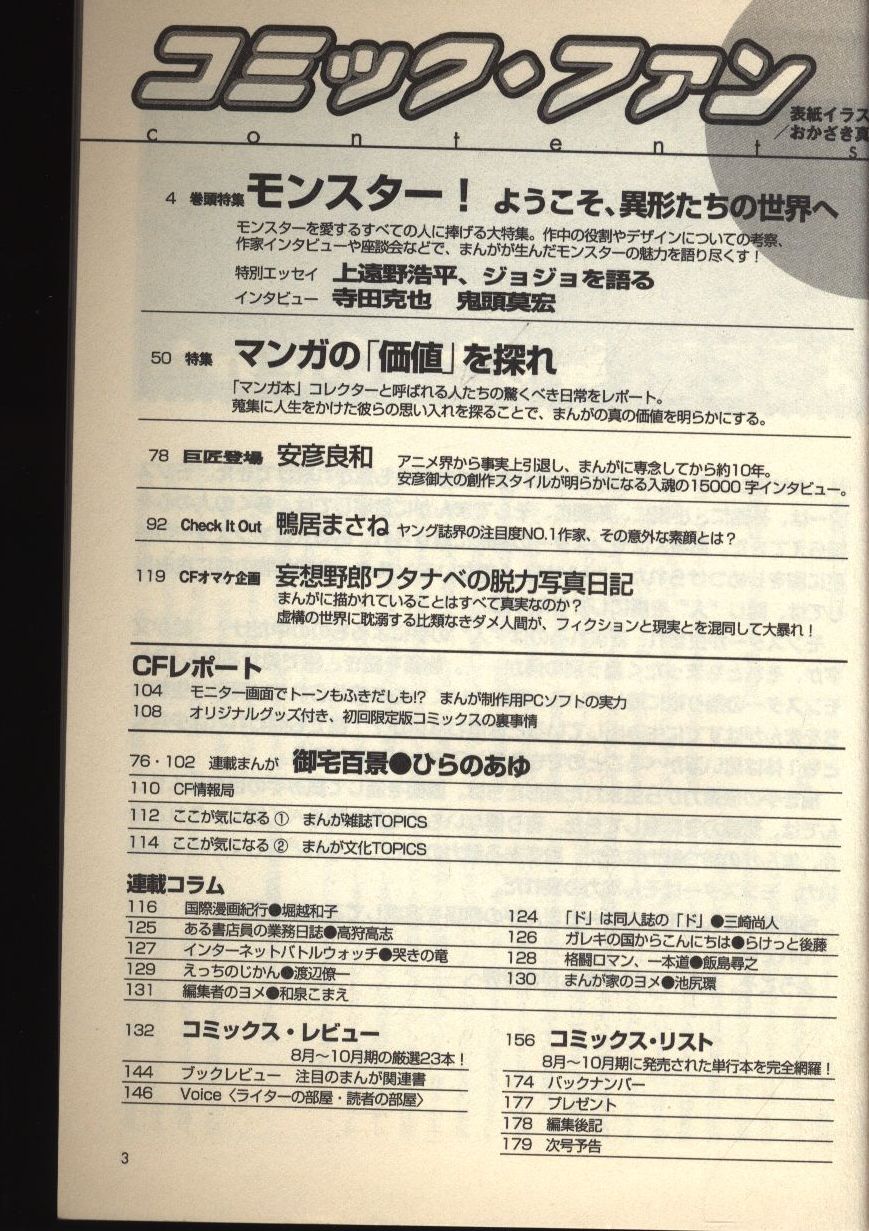 コミック・ファン
contents
表紙イラス
／おかざき真
4 巻頭特集 モンスター！ ようこそ、異形たちの世界へ
モンスターを愛するすべての人に捧げる大特集。作中の役割やデザインについての考察、
作家インタビューや座談会などで、まんがが生んだモンスターの魅力を語り尽くす！
特別エッセイ 上遠野浩平、ジョジョを語る
インタビュー 寺田克也 鬼頭莫宏
50 特集 マンガの「価値」を探れ
「マンガ本」コレクターと呼ばれる人たちの驚くべき日常をレポート。
蒐集に人生をかけた彼らの思い入れを探ることで、まんがの真の価値を明らかにする。
78 巨匠登場 安彦良和 アニメ界から事実上引退し、まんがに専念してから約10年。
安彦御大の創作スタイルが明らかになる入魂の15000字インタビュー。
92 Check It Out 鴨居まさね ヤング誌界の注目度NO.1作家、その意外な素顔とは？
119 CFオマケ企画 妄想野郎ワタナベの脱力写真日記
まんがに描かれていることはすべて真実なのか？
虚構の世界に耽溺する比類なきダメ人間が、フィクションと現実とを混同して大暴れ！
CFレポート
104 モニター画面でトーンもふきだしも!? まんが制作用PCソフトの実力
108 オリジナルグッズ付き、初回限定版コミックスの裏事情
76・102 連載まんが 御宅百景●ひらのあゆ
110 CF情報局
112 ここが気になる① まんが雑誌TOPICS
114 ここが気になる② まんが文化TOPICS
連載コラム
116 国際漫画紀行●堀越和子
125 ある書店員の業務日誌●高狩高志
127 インターネットバトルウォッチ●哭きの竜
129 えっちのじかん●渡辺僚一
131 編集者のヨメ●和泉こまえ
124 「ド」は同人誌の「ド」●三崎尚人
126 ガレキの国からこんにちは●らけっと後藤
128 格闘ロマン、一本道●飯島尋之
130 まんが家のヨメ●池尻環
132 コミックス・レビュー
8月～10月期の厳選23本！
144 ブックレビュー 注目のまんが関連書
146 Voice〈ライターの部屋・読者の部屋〉
156 コミックス・リスト
8月～10月期に発売された単行本を完全網羅！
174 バックナンバー
177 プレゼント
178 編集後記
179 次号予告
3